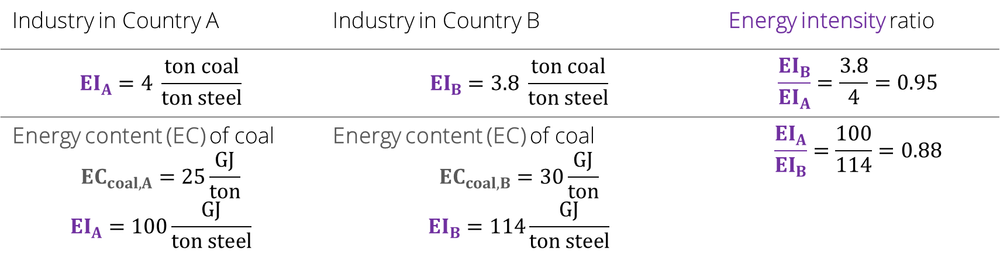 Industry in Country A Industry in Country B Energy intensity ratio
EI_A = 4 ton coal / ton steel EI_B = 3.8 ton coal / ton steel EI_B / EI_A = 3.8 / 4 = 0.95
Energy content (EC) of coal Energy content (EC) of coal EI_A / EI_B = 100 / 114 = 0.88
EC_coal,A = 25 GJ / ton EC_coal,B = 30 GJ / ton
EI_A = 100 GJ / ton steel EI_B = 114 GJ / ton steel